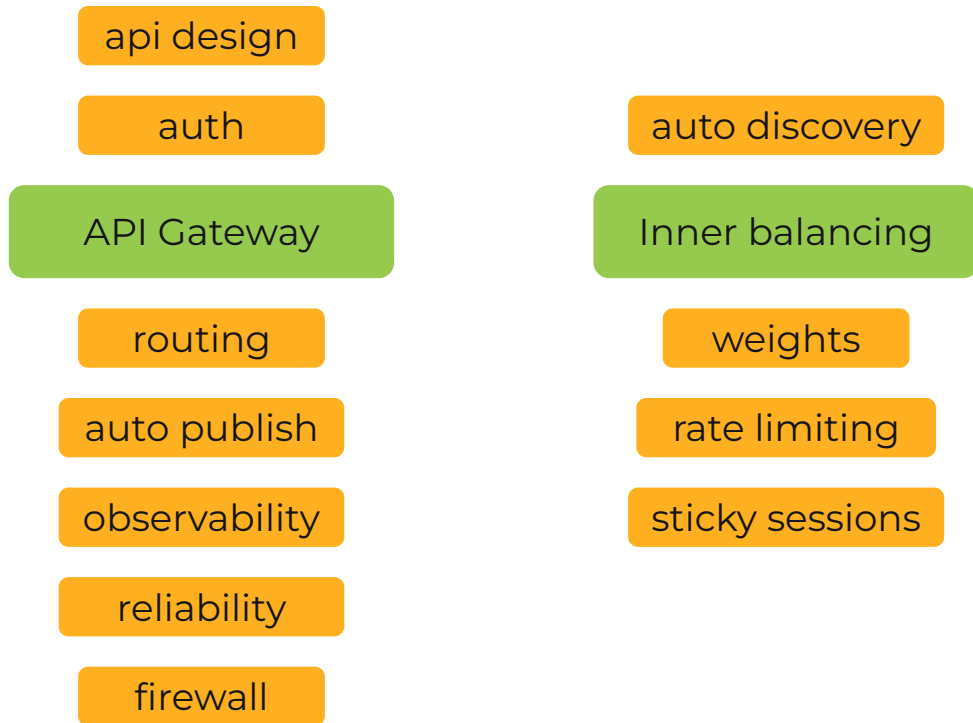 api design
auth
API Gateway
routing
auto publish
observability
reliability
firewall
auto discovery
Inner balancing
weights
rate limiting
sticky sessions